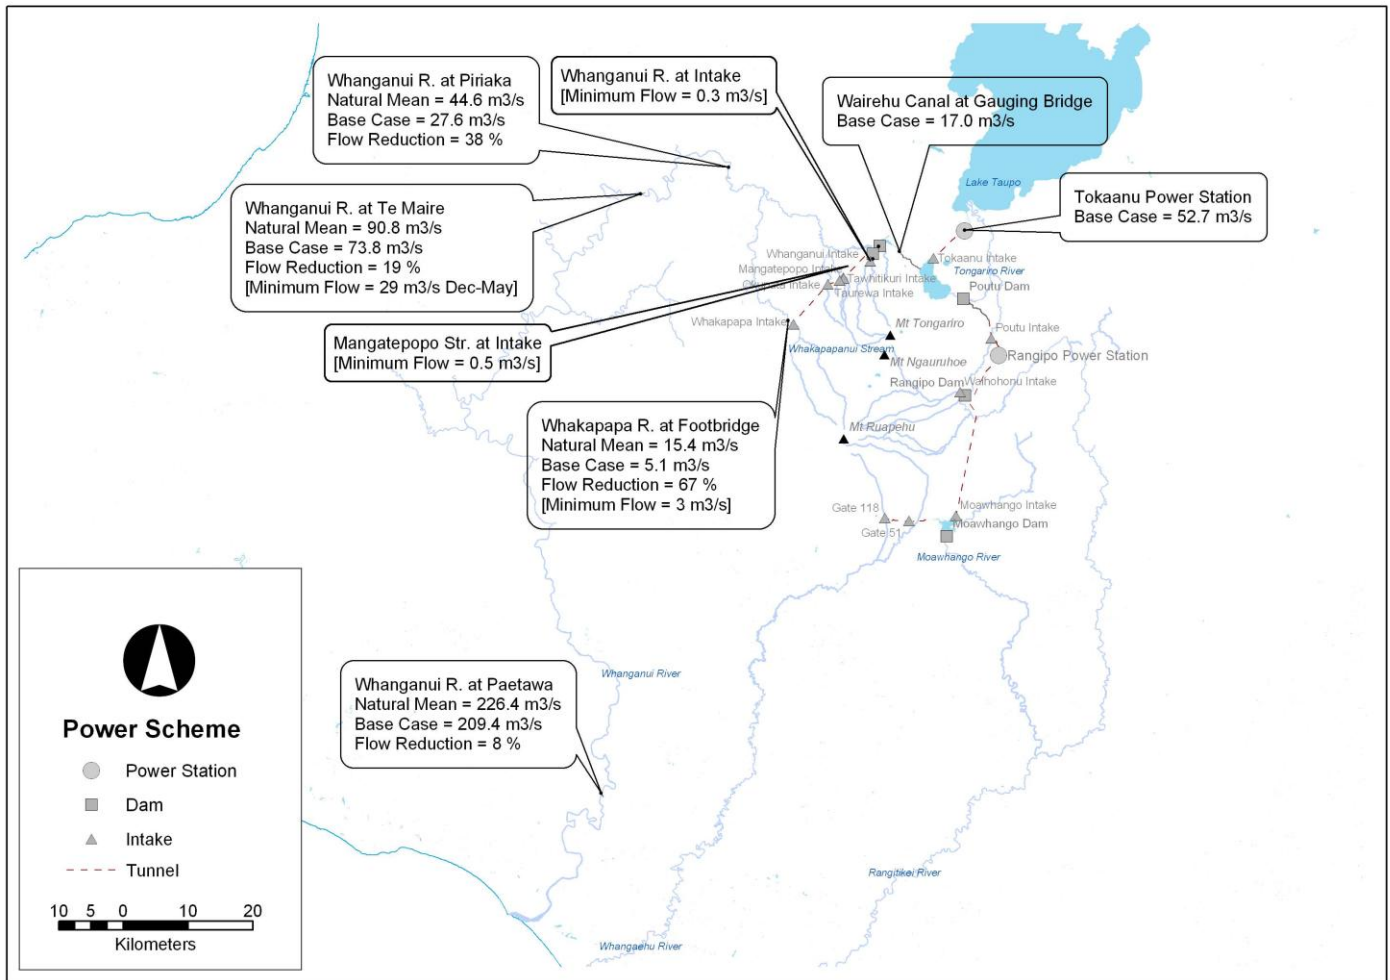 Whanganui R. at Piriaka
Natural Mean = 44.6 m3/s
Base Case = 27.6 m3/s
Flow Reduction = 38 %
Whanganui R. at Intake
[Minimum Flow = 0.3 m3/s]
Wairehu Canal at Gauging Bridge
Base Case = 17.0 m3/s
Lake Taupo
Tokaanu Power Station
Base Case = 52.7 m3/s
Whanganui R. at Te Maire
Natural Mean = 90.8 m3/s
Base Case = 73.8 m3/s
Flow Reduction = 19 %
[Minimum Flow = 29 m3/s Dec-May]
Whanganui Intake
Mangatepopo Intake
Tawhitikuri Intake
Intake
Taurewa Intake
Tokaanu Intake
Tongariro River
Poutu Dam
Whakapapa Intake
Mt Tongariro
Poutu Intake
Mangatepopo Str. at Intake
[Minimum Flow = 0.5 m3/s]
Whakapapanui Stream
Mt Ngauruhoe
Rangipo Power Station
Rangipo Dam
Waihohonu Intake
Whakapapa R. at Footbridge
Natural Mean = 15.4 m3/s
Base Case = 5.1 m3/s
Flow Reduction = 67 %
[Minimum Flow = 3 m3/s]
Mt Ruapehu
Gate 118
Gate 51
Moawhango Intake
Moawhango Dam
Moawhango River
Whanganui River
Whanganui R. at Paetawa
Natural Mean = 226.4 m3/s
Base Case = 209.4 m3/s
Flow Reduction = 8 %
Rangitikei River
Whangaehu River
Power Scheme
Power Station
Dam
Intake
Tunnel
10 5 0 10 20
Kilometers